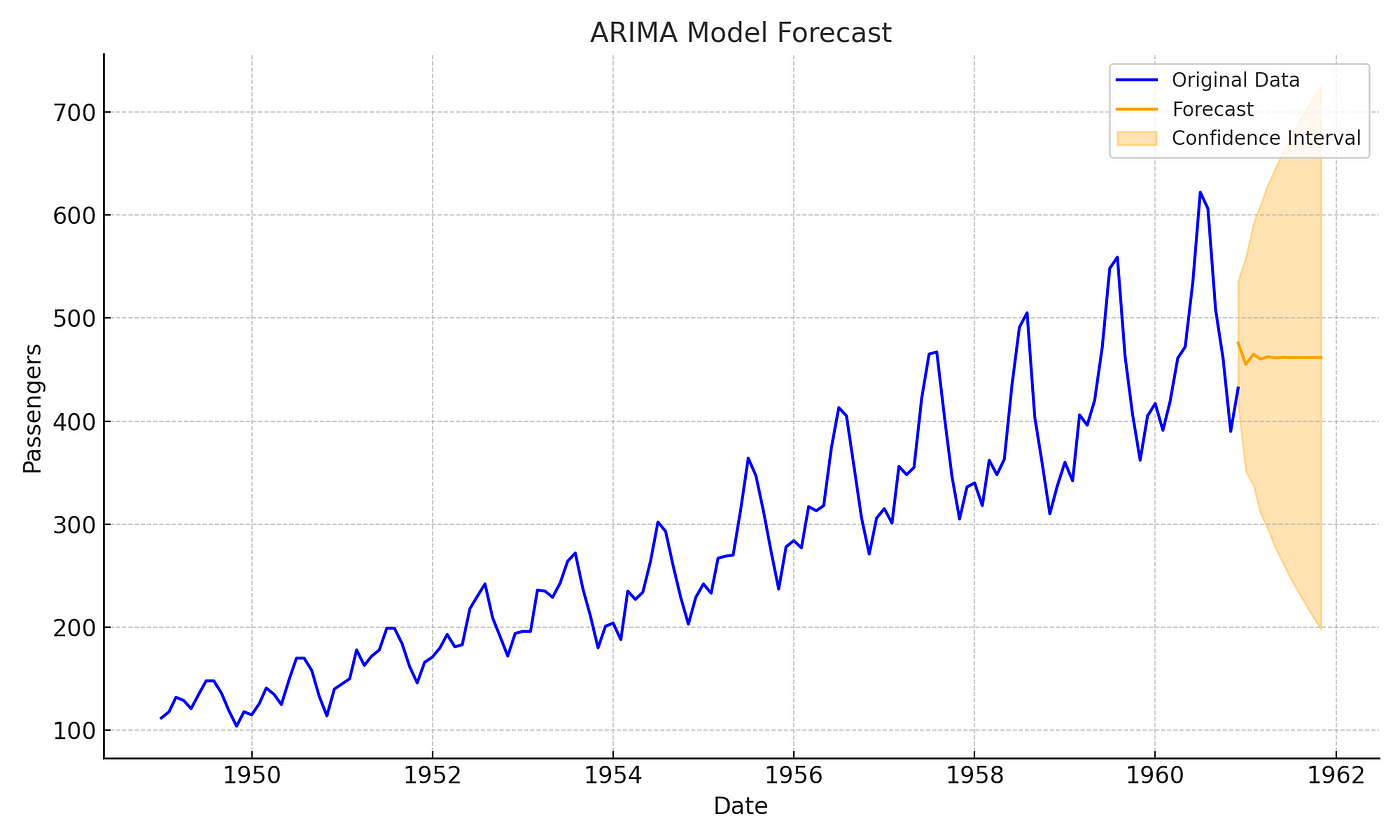 ARIMA Model Forecast
Original Data
Forecast
Confidence Interval
Passengers
700
600
500
400
300
200
100
1950
1952
1954
1956
1958
1960
1962
Date